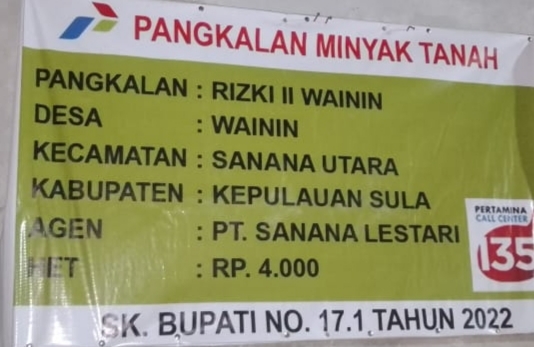 PANGKALAN MINYAK TANAH
PANGKALAN : RIZKI II WAININ
DESA : WAININ
KECAMATAN : SANANA UTARA
KABUPATEN : KEPULAUAN SULA
AGEN : PT. SANANA LESTARI
HET : RP. 4.000
PERTAMINA
CALL CENTER
135
SK. BUPATI NO. 17.1 TAHUN 2022